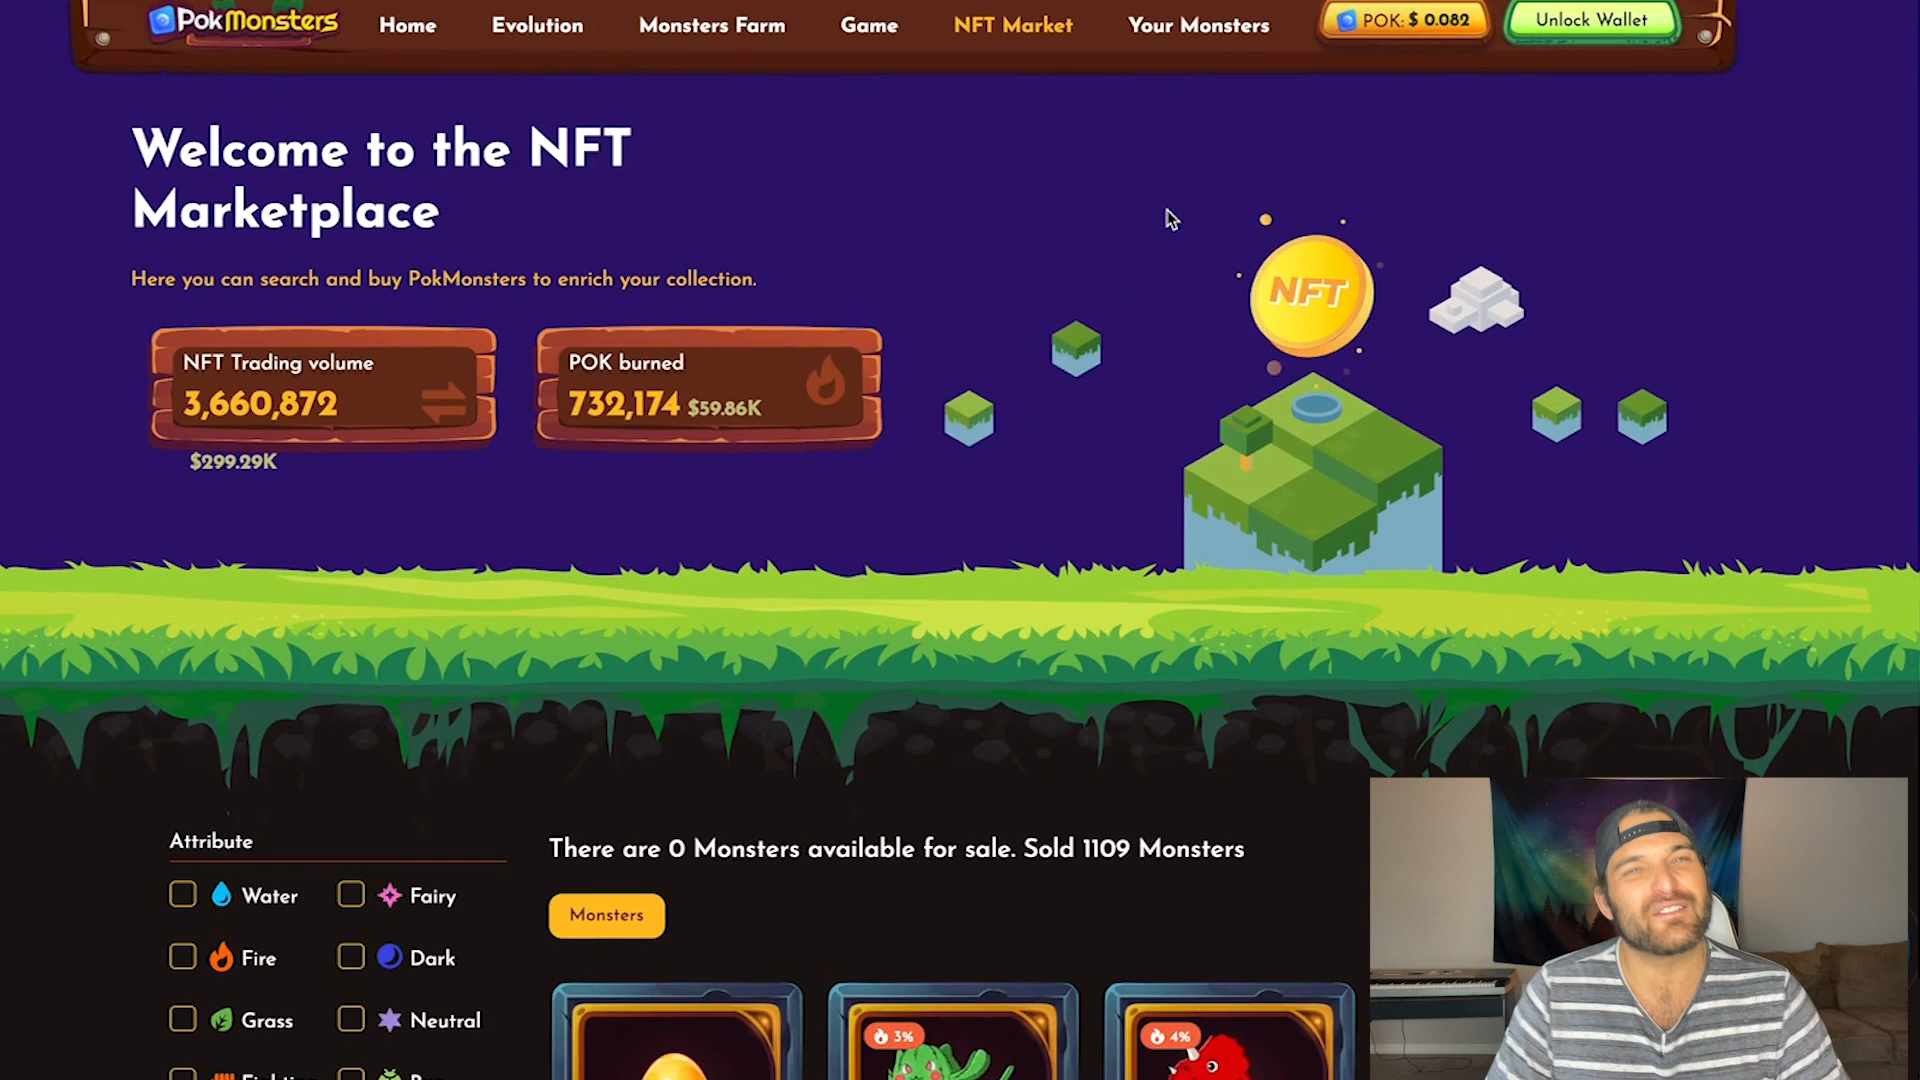 PokMonsters
Home
Evolution
Monsters Farm
Game
NFT Market
Your Monsters
POK: $ 0.082
Unlock Wallet
Welcome to the NFT
Marketplace
Here you can search and buy PokMonsters to enrich your collection.
NFT Trading volume
3,660,872
$299.29K
POK burned
732,174 $59.86K
NFT
Attribute
Water
Fairy
Fire
Dark
Grass
Neutral
There are 0 Monsters available for sale. Sold 1109 Monsters
Monsters
3%
4%